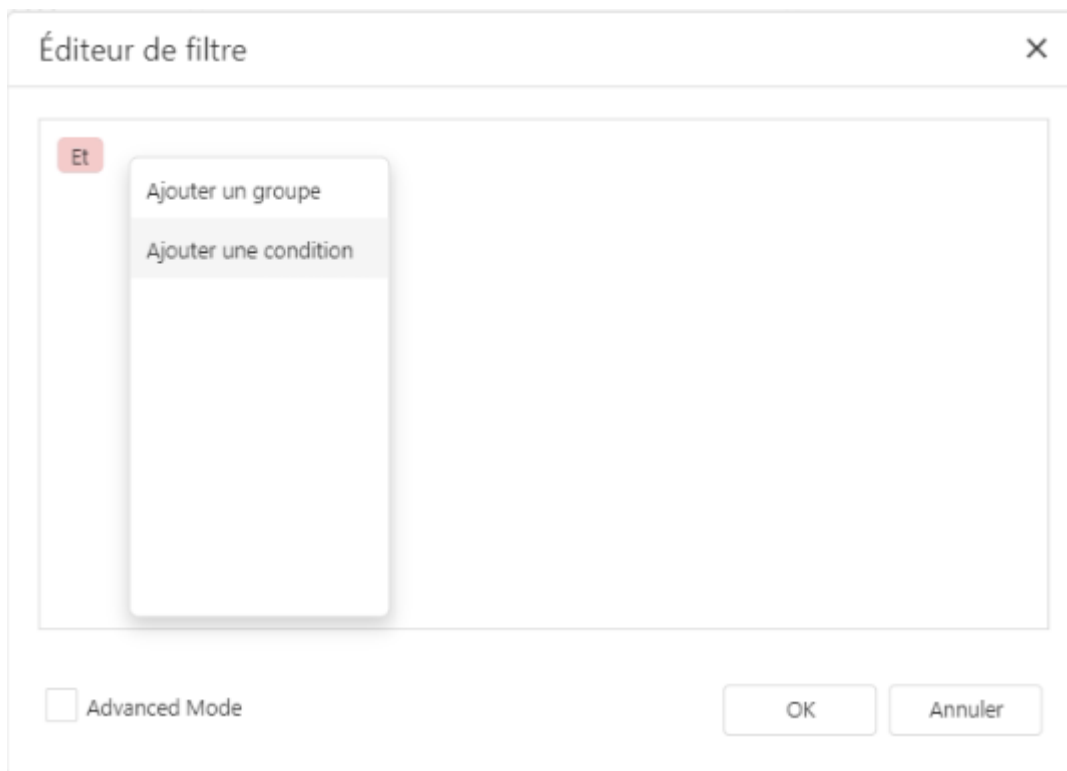 Éditeur de filtre
Et
Ajouter un groupe
Ajouter une condition
Advanced Mode
OK
Annuler